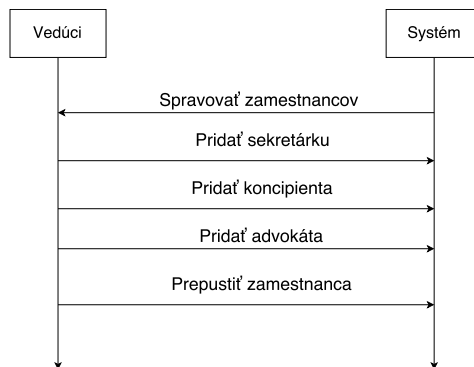 Vedúci
Systém
Spravovať zamestnancov
Pridať sekretárku
Pridať koncipienta
Pridať advokáta
Prepustiť zamestnanca